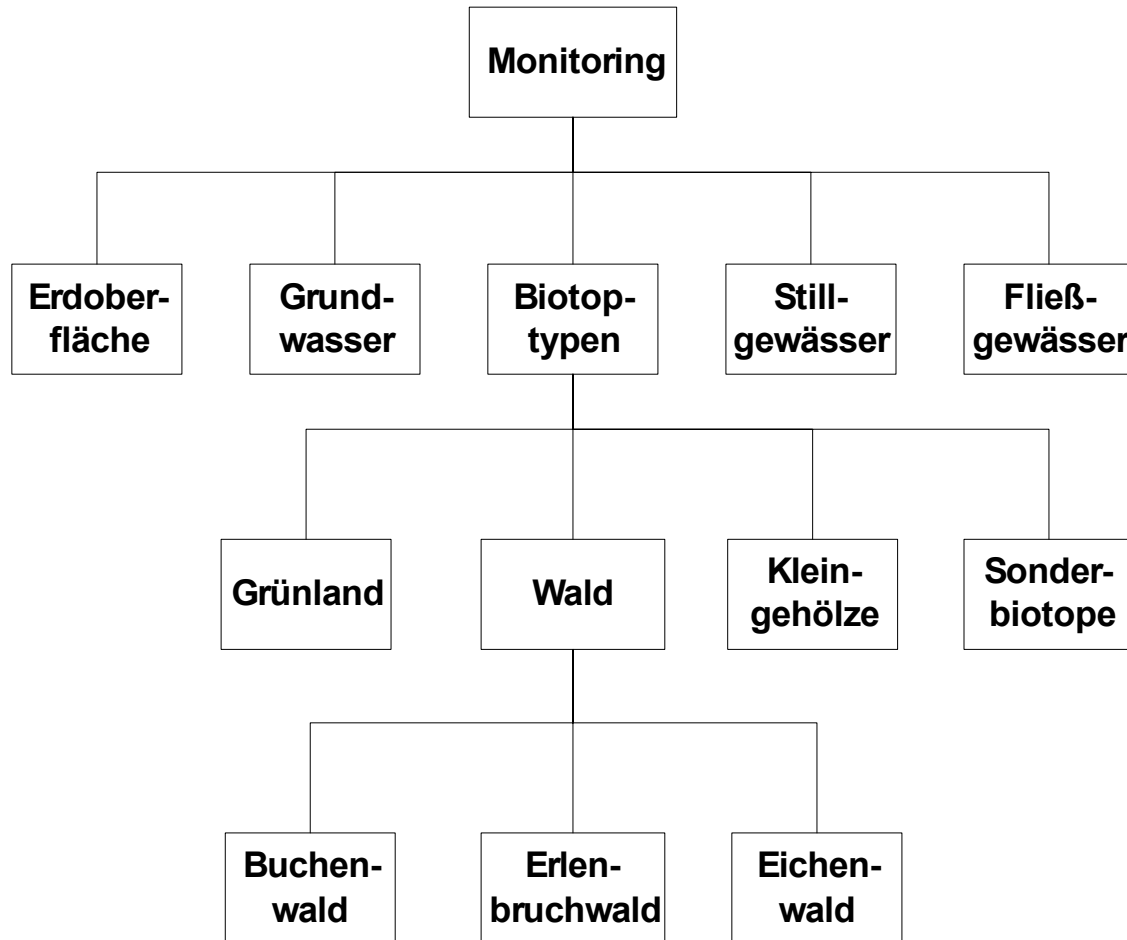 Monitoring
Erdober-
fläche
Grund-
wasser
Biotop-
typen
Still-
gewässer
Fließ-
gewässer
Grünland
Wald
Klein-
gehölze
Sonder-
biotope
Buchen-
wald
Erlen-
bruchwald
Eichen-
wald